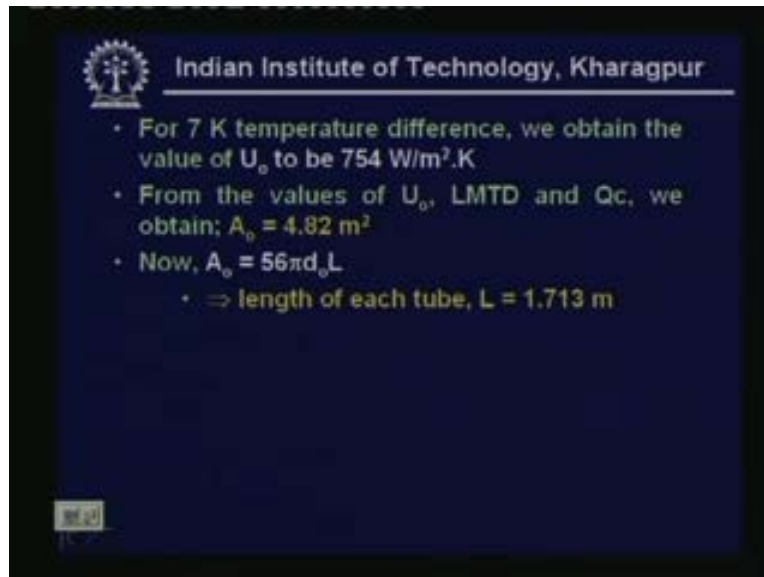 Indian Institute of Technology, Kharagpur
• For 7 K temperature difference, we obtain the
value of Uₒ to be 754 W/m².K
• From the values of Uₒ, LMTD and Qc, we
obtain; Aₒ = 4.82 m²
• Now, Aₒ = 56πdₒL
• ⇒ length of each tube, L = 1.713 m